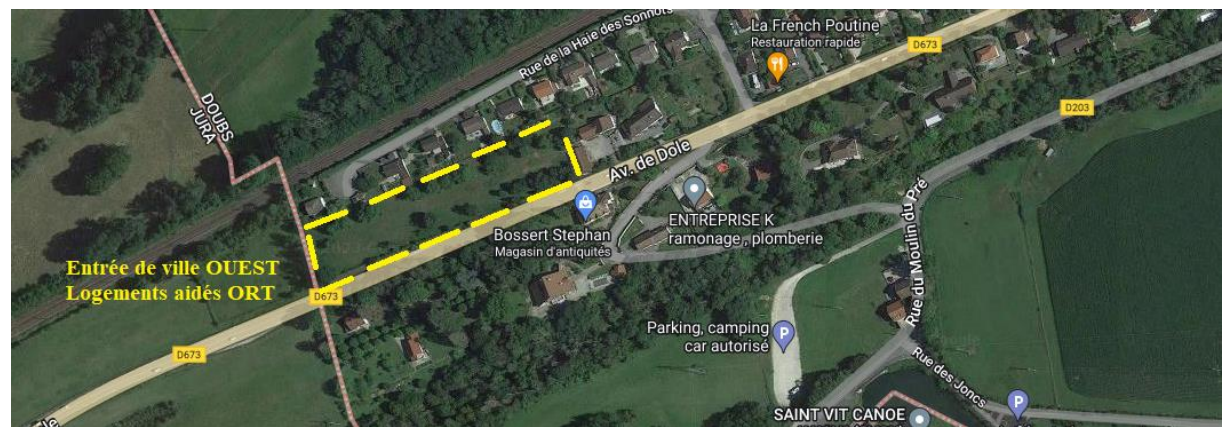 La French Poutine
Restauration rapide
D673
Rue de la Haie des Sonnots
D203
DOUBS
JURA
Av. de Dole
Rue du Moulin du Pré
ENTREPRISE K
ramonage , plomberie
Bossert Stephan
Magasin d'antiquités
Entrée de ville OUEST
Logements aidés ORT
D673
Parking, camping
car autorisé
P
D673
Rue des Joncs
P
SAINT VIT CANOE